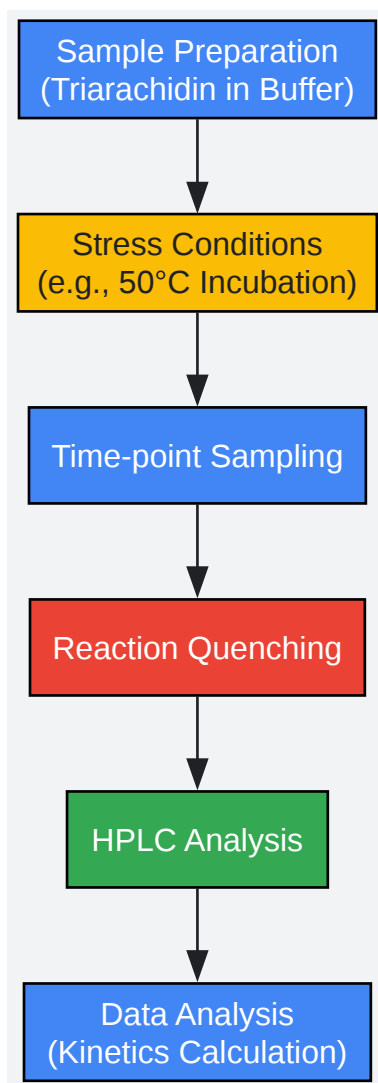 Sample Preparation
(Triarachidin in Buffer)
Stress Conditions
(e.g., 50°C Incubation)
Time-point Sampling
Reaction Quenching
HPLC Analysis
Data Analysis
(Kinetics Calculation)